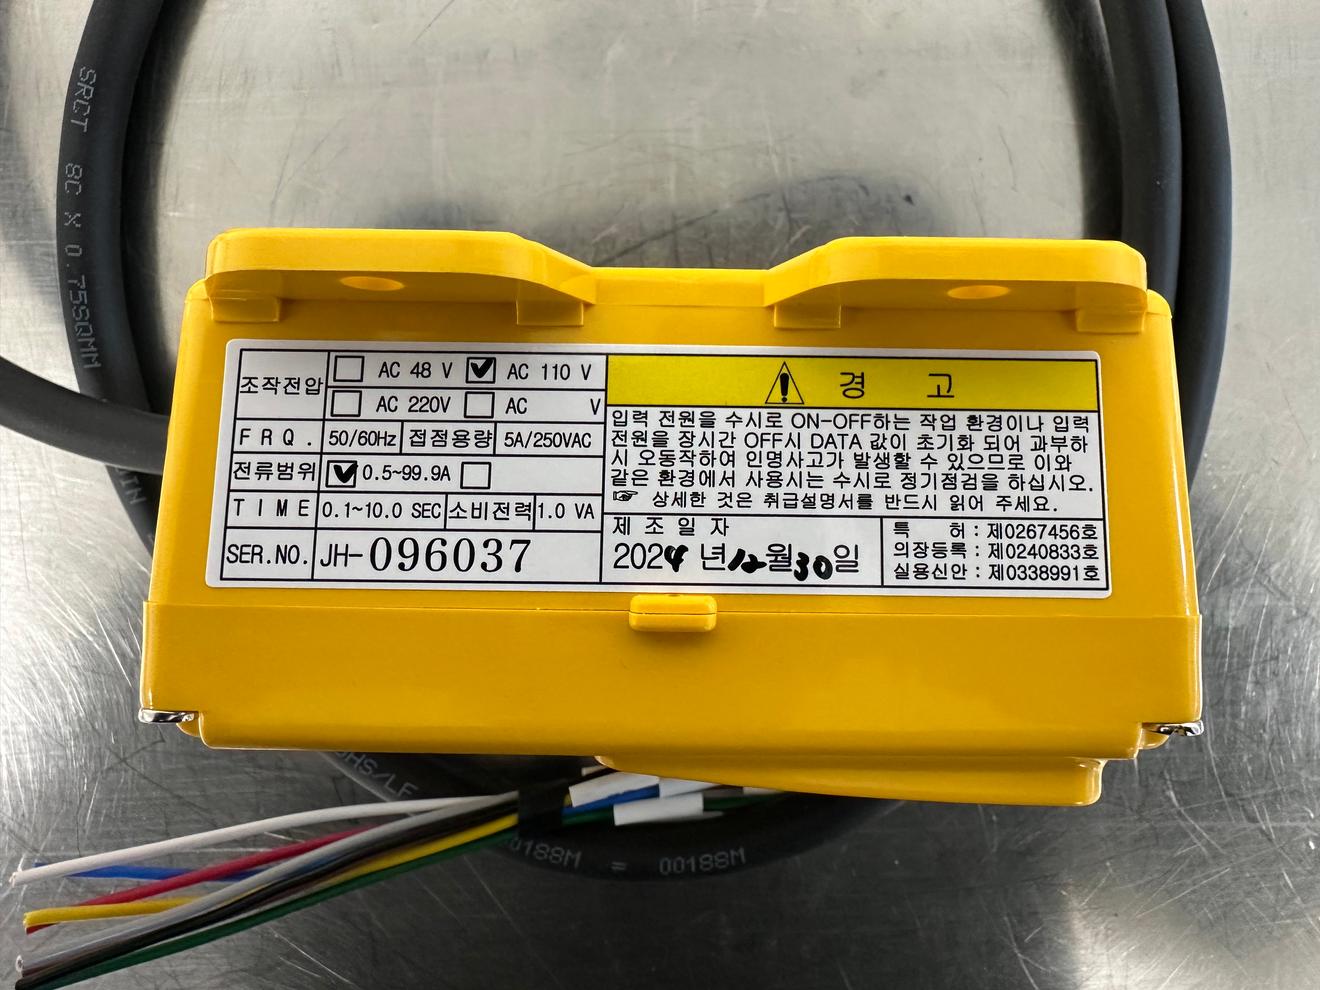 SRCT 8C X 0.75SQMM
조작전압 ☐ AC 48 V ☑ AC 110 V
☐ AC 220V ☐ AC V
F R Q . 50/60Hz 접점용량 5A/250VAC
전류범위 ☑ 0.5~99.9A ☐
T I M E 0.1~10.0 SEC 소비전력 1.0 VA
SER.NO. JH-096037
경 고
입력 전원을 수시로 ON-OFF하는 작업 환경이나 입력
전원을 장시간 OFF시 DATA 값이 초기화 되어 과부하
시 오동작하여 인명사고가 발생할 수 있으므로 이와
같은 환경에서 사용시는 수시로 정기점검을 하십시오.
☞ 상세한 것은 취급설명서를 반드시 읽어 주세요.
제 조 일 자
2024 년 12월 30일
특 허 : 제0267456호
의장등록 : 제0240833호
실용신안 : 제0338991호
00188M = 00188M